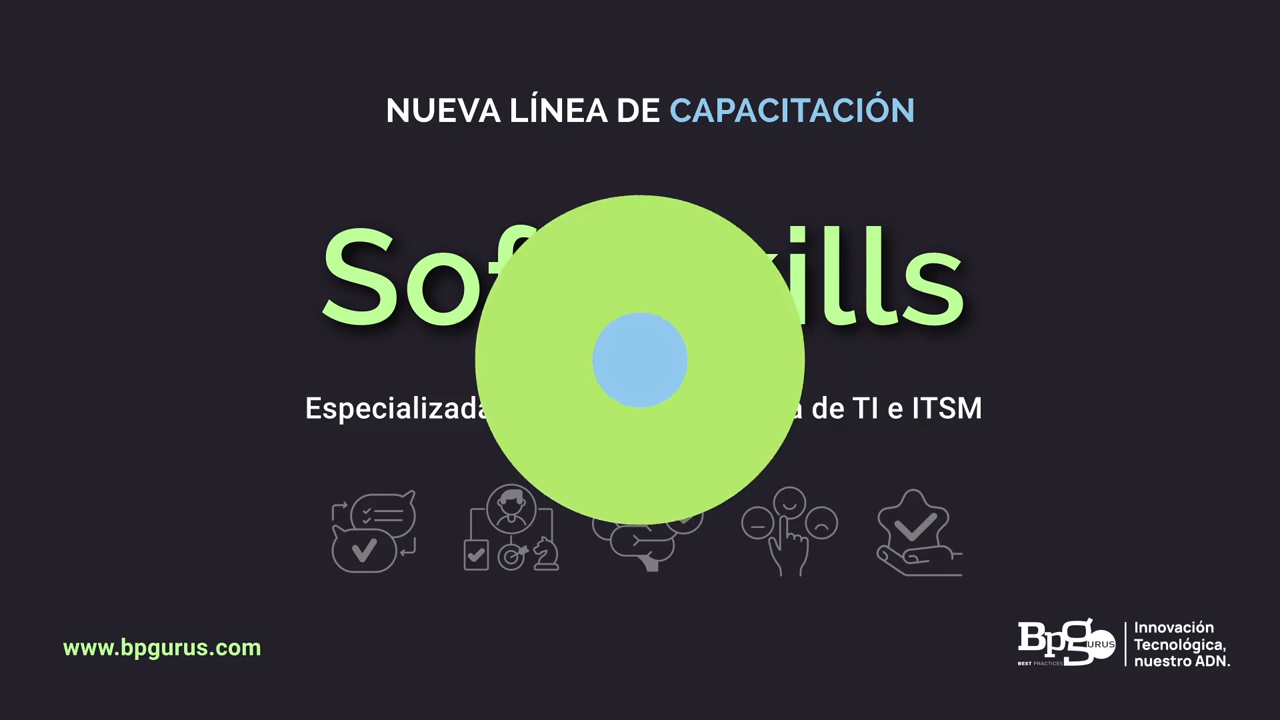 NUEVA LÍNEA DE CAPACITACIÓN
Sof ills
Especializada de TI e ITSM
www.bpgurus.com
Bpg URUS
BEST PRACTICES
Innovación
Tecnológica,
nuestro ADN.